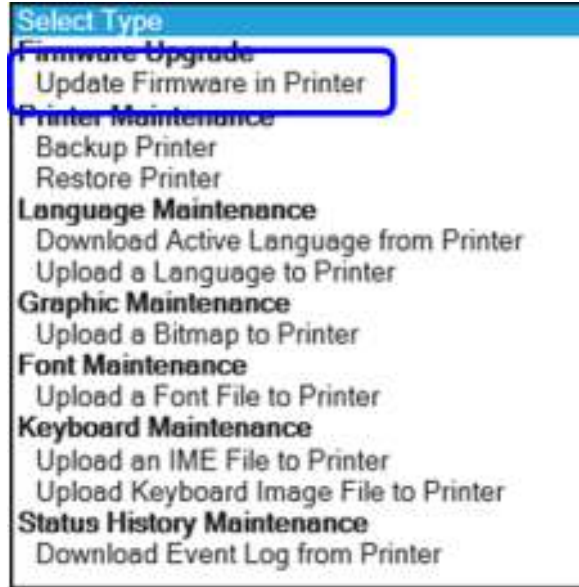 Select Type
Firmware Upgrade
Update Firmware in Printer
Printer Maintenance
Backup Printer
Restore Printer
Language Maintenance
Download Active Language from Printer
Upload a Language to Printer
Graphic Maintenance
Upload a Bitmap to Printer
Font Maintenance
Upload a Font File to Printer
Keyboard Maintenance
Upload an IME File to Printer
Upload Keyboard Image File to Printer
Status History Maintenance
Download Event Log from Printer